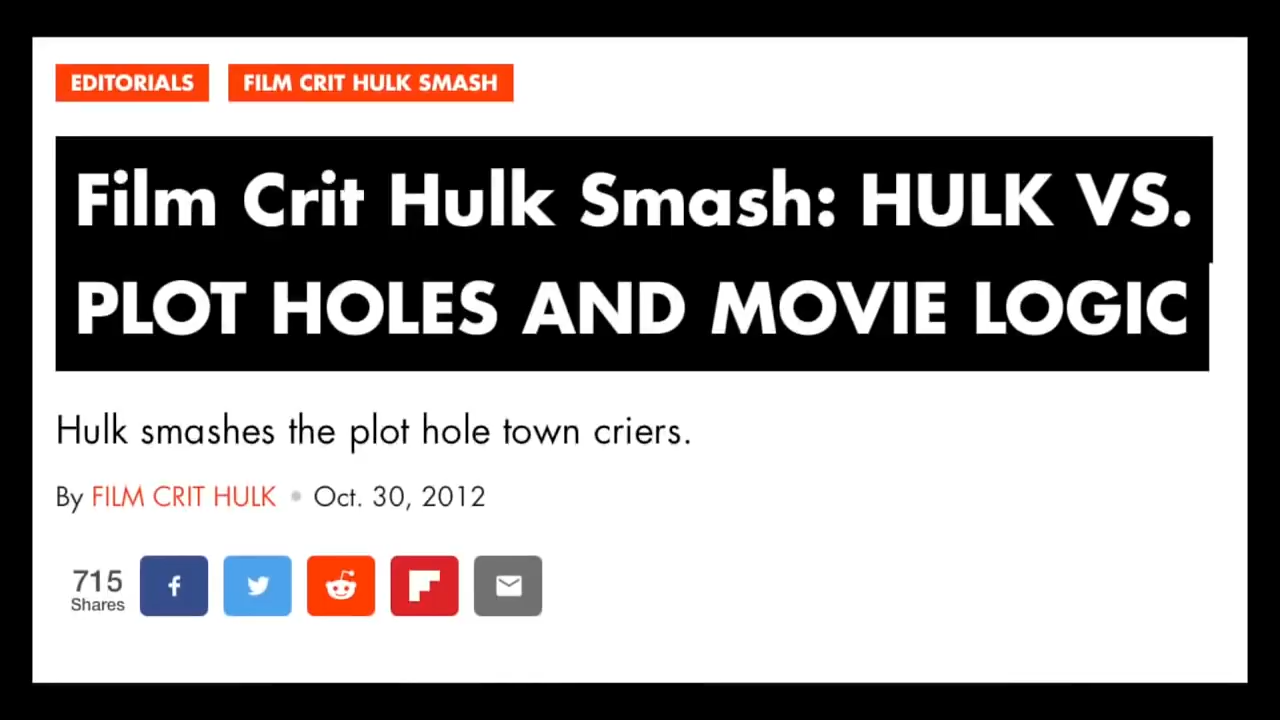 EDITORIALS FILM CRIT HULK SMASH
Film Crit Hulk Smash: HULK VS.
PLOT HOLES AND MOVIE LOGIC
Hulk smashes the plot hole town criers.
By FILM CRIT HULK • Oct. 30, 2012
715
Shares